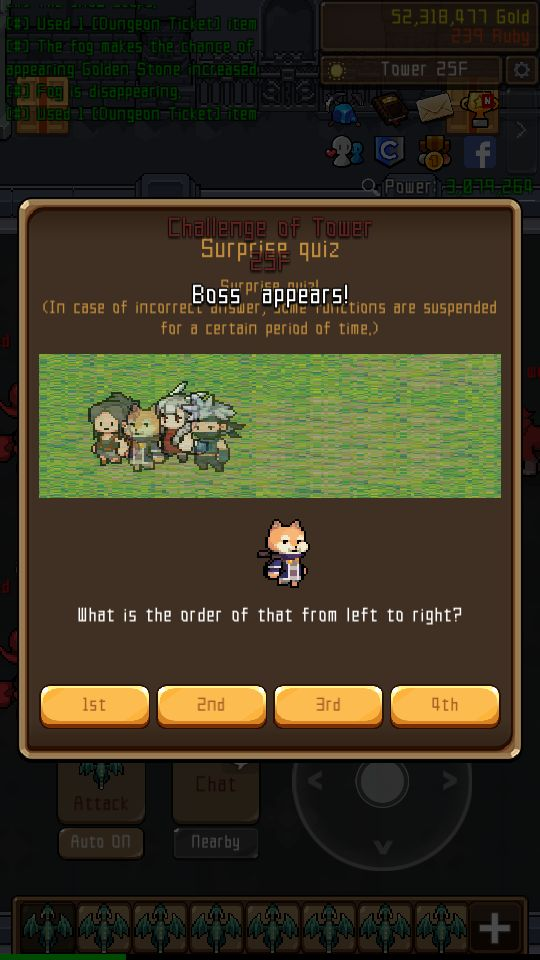 [#] Used 1 [Dungeon Ticket] item
[#] The fog makes the chance of
appearing Golden Stone increased
[#] Fog is disappearing.
[#] Used 1 [Dungeon Ticket] item
52,318,477 Gold
239 Ruby
Tower 25F
N
C
f
Power: 3,079,264
Challenge of Tower
Surprise quiz
25F
Surprise quiz!
Boss appears!
(In case of incorrect answer, some functions are suspended
for a certain period of time.)
What is the order of that from left to right?
1st
2nd
3rd
4th
Attack
Chat
Auto ON
Nearby